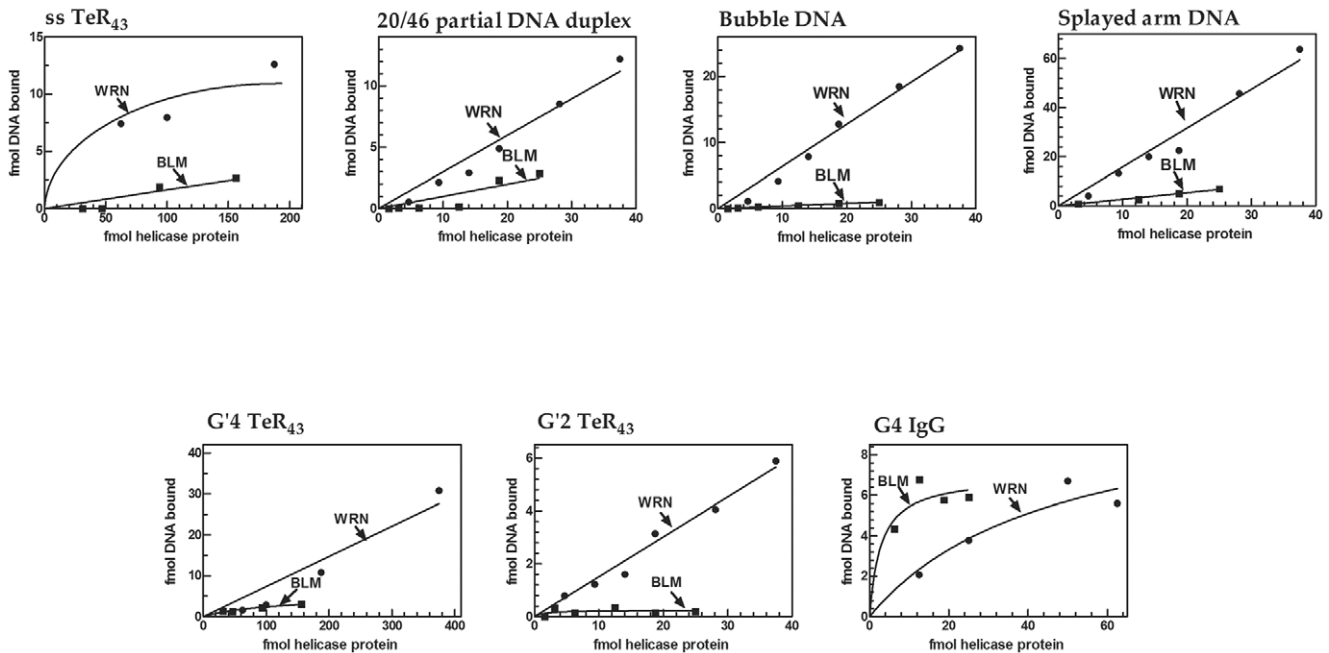 ss TeR43
15
10
5
0
0 50 100 150 200
fmol DNA bound
fmol helicase protein
WRN
BLM
20/46 partial DNA duplex
10
5
0
0 10 20 30 40
fmol DNA bound
fmol helicase protein
WRN
BLM
Bubble DNA
20
10
0
0 10 20 30 40
fmol DNA bound
fmol helicase protein
WRN
BLM
Splayed arm DNA
60
40
20
0
0 10 20 30 40
fmol DNA bound
fmol helicase protein
WRN
BLM
G'4 TeR43
40
30
20
10
0
0 100 200 300 400
fmol DNA bound
fmol helicase protein
WRN
BLM
G'2 TeR43
6
4
2
0
0 10 20 30 40
fmol DNA bound
fmol helicase protein
WRN
BLM
G4 IgG
8
6
4
2
0
0 20 40 60
fmol DNA bound
fmol helicase protein
BLM
WRN